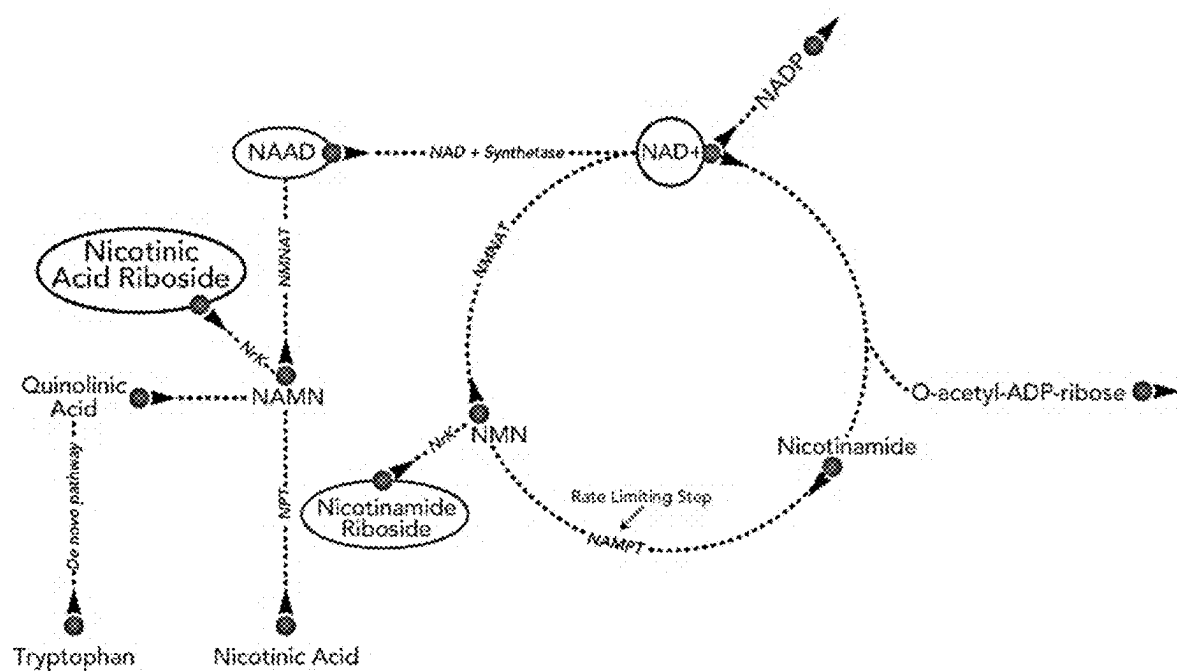 NADP
NAAD
NAD + Synthetase
NAD+
NMNAT
NMNAT
Nicotinic
Acid Riboside
NrK
Quinolinic
Acid
NAMN
O-acetyl-ADP-ribose
NrK
NMN
Nicotinamide
De novo pathway
NPT
Nicotinamide
Riboside
Rate Limiting Step
NAMPT
Tryptophan
Nicotinic Acid